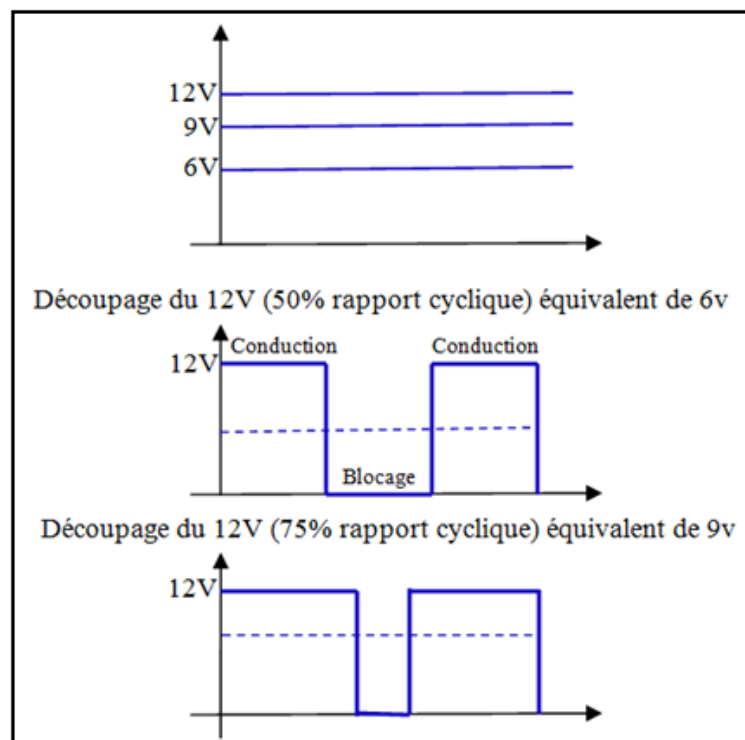 12V
9V
6V
Découpage du 12V (50% rapport cyclique) équivalent de 6v
Conduction Conduction
12V
Blocage
Découpage du 12V (75% rapport cyclique) équivalent de 9v
12V